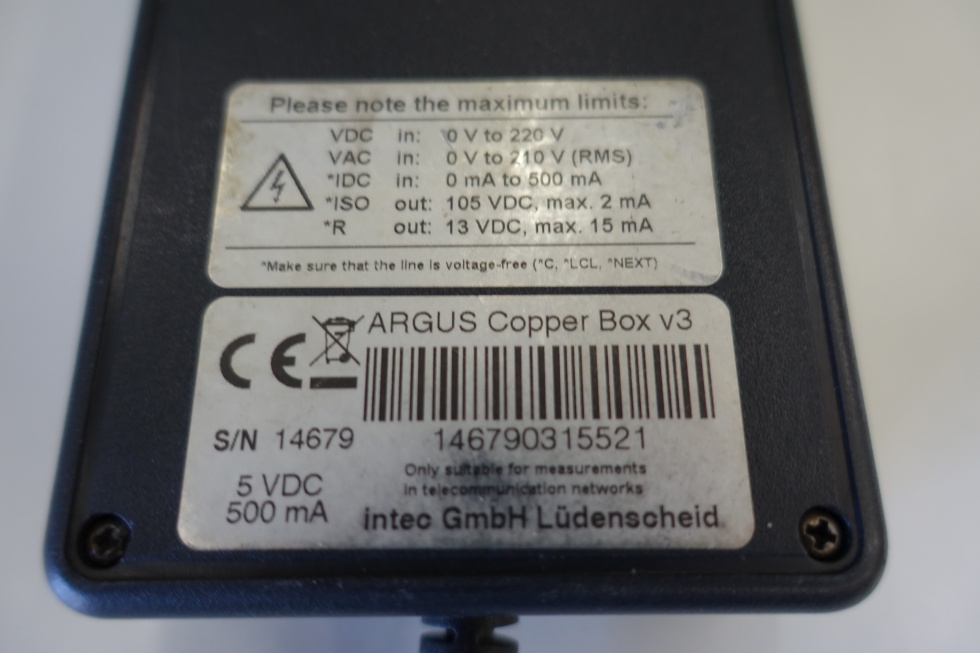 Please note the maximum limits:
VDC in: 0 V to 220 V
VAC in: 0 V to 210 V (RMS)
*IDC in: 0 mA to 500 mA
*ISO out: 105 VDC, max. 2 mA
*R out: 13 VDC, max. 15 mA
*Make sure that the line is voltage-free (*C, *LCL, *NEXT)
CE ARGUS Copper Box v3
S/N 14679 146790315521
Only suitable for measurements
in telecommunication networks
5 VDC
500 mA
intec GmbH Lüdenscheid